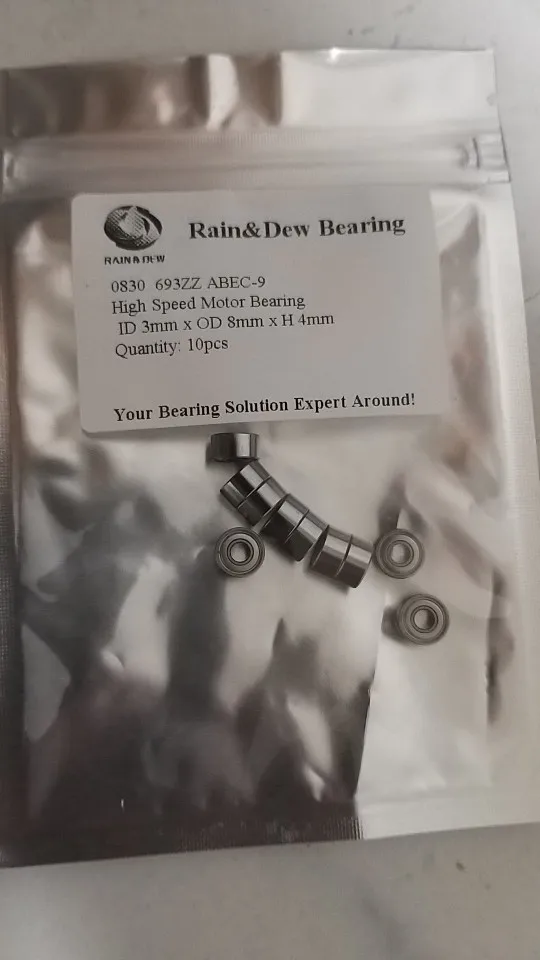 Rain&Dew Bearing
RAIN & DEW
0830 693ZZ ABEC-9
High Speed Motor Bearing
ID 3mm x OD 8mm x H 4mm
Quantity: 10pcs
Your Bearing Solution Expert Around!